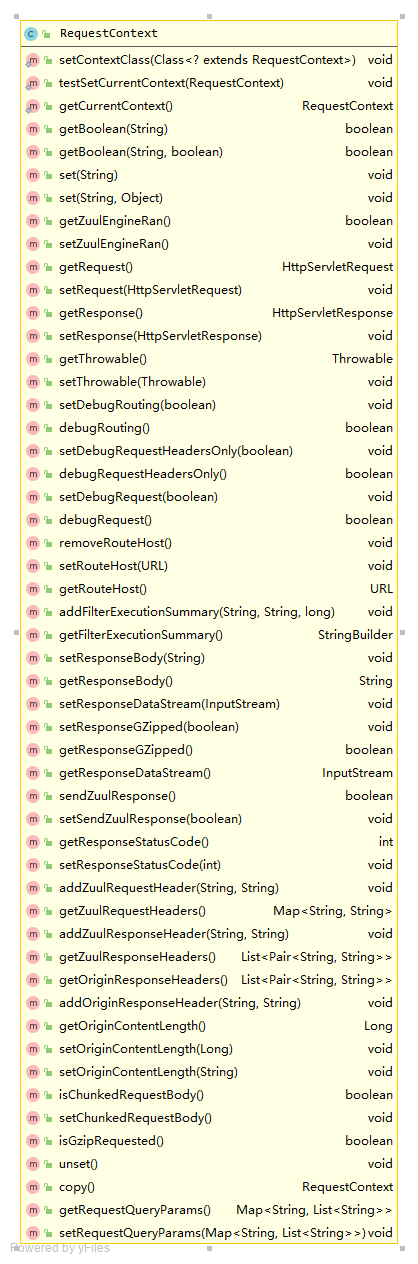 RequestContext
setContextClass(Class<? extends RequestContext>) void
testSetCurrentContext(RequestContext) void
getCurrentContext() RequestContext
getBoolean(String) boolean
getBoolean(String, boolean) boolean
set(String) void
set(String, Object) void
getZuulEngineRan() boolean
setZuulEngineRan() void
getRequest() HttpServletRequest
setRequest(HttpServletRequest) void
getResponse() HttpServletResponse
setResponse(HttpServletResponse) void
getThrowable() Throwable
setThrowable(Throwable) void
setDebugRouting(boolean) void
debugRouting() boolean
setDebugRequestHeadersOnly(boolean) void
debugRequestHeadersOnly() boolean
setDebugRequest(boolean) void
debugRequest() boolean
removeRouteHost() void
setRouteHost(URL) void
getRouteHost() URL
addFilterExecutionSummary(String, String, long) void
getFilterExecutionSummary() StringBuilder
setResponseBody(String) void
getResponseBody() String
setResponseDataStream(InputStream) void
setResponseGZipped(boolean) void
getResponseGZipped() boolean
getResponseDataStream() InputStream
sendZuulResponse() boolean
setSendZuulResponse(boolean) void
getResponseStatusCode() int
setResponseStatusCode(int) void
addZuulRequestHeader(String, String) void
getZuulRequestHeaders() Map<String, String>
addZuulResponseHeader(String, String) void
getZuulResponseHeaders() List<Pair<String, String>>
getOriginResponseHeaders() List<Pair<String, String>>
addOriginResponseHeader(String, String) void
getOriginContentLength() Long
setOriginContentLength(Long) void
setOriginContentLength(String) void
isChunkedRequestBody() boolean
setChunkedRequestBody() void
isGzipRequested() boolean
unset() void
copy() RequestContext
getRequestQueryParams() Map<String, List<String>>
setRequestQueryParams(Map<String, List<String>>) void
Powered by yFiles